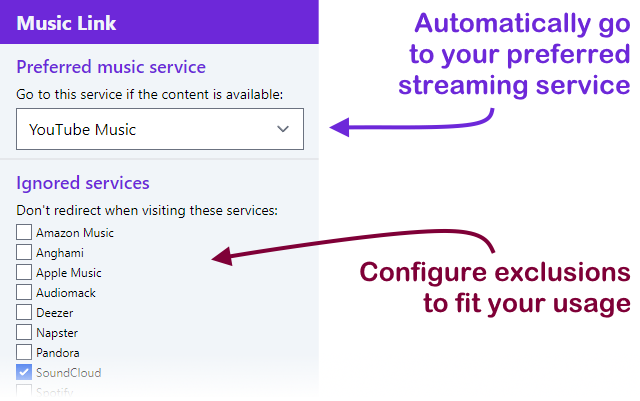 Music Link
Preferred music service
Go to this service if the content is available:
YouTube Music
Ignored services
Don't redirect when visiting these services:
Amazon Music
Anghami
Apple Music
Audiomack
Deezer
Napster
Pandora
SoundCloud
Spotify
Automatically go
to your preferred
streaming service
Configure exclusions
to fit your usage